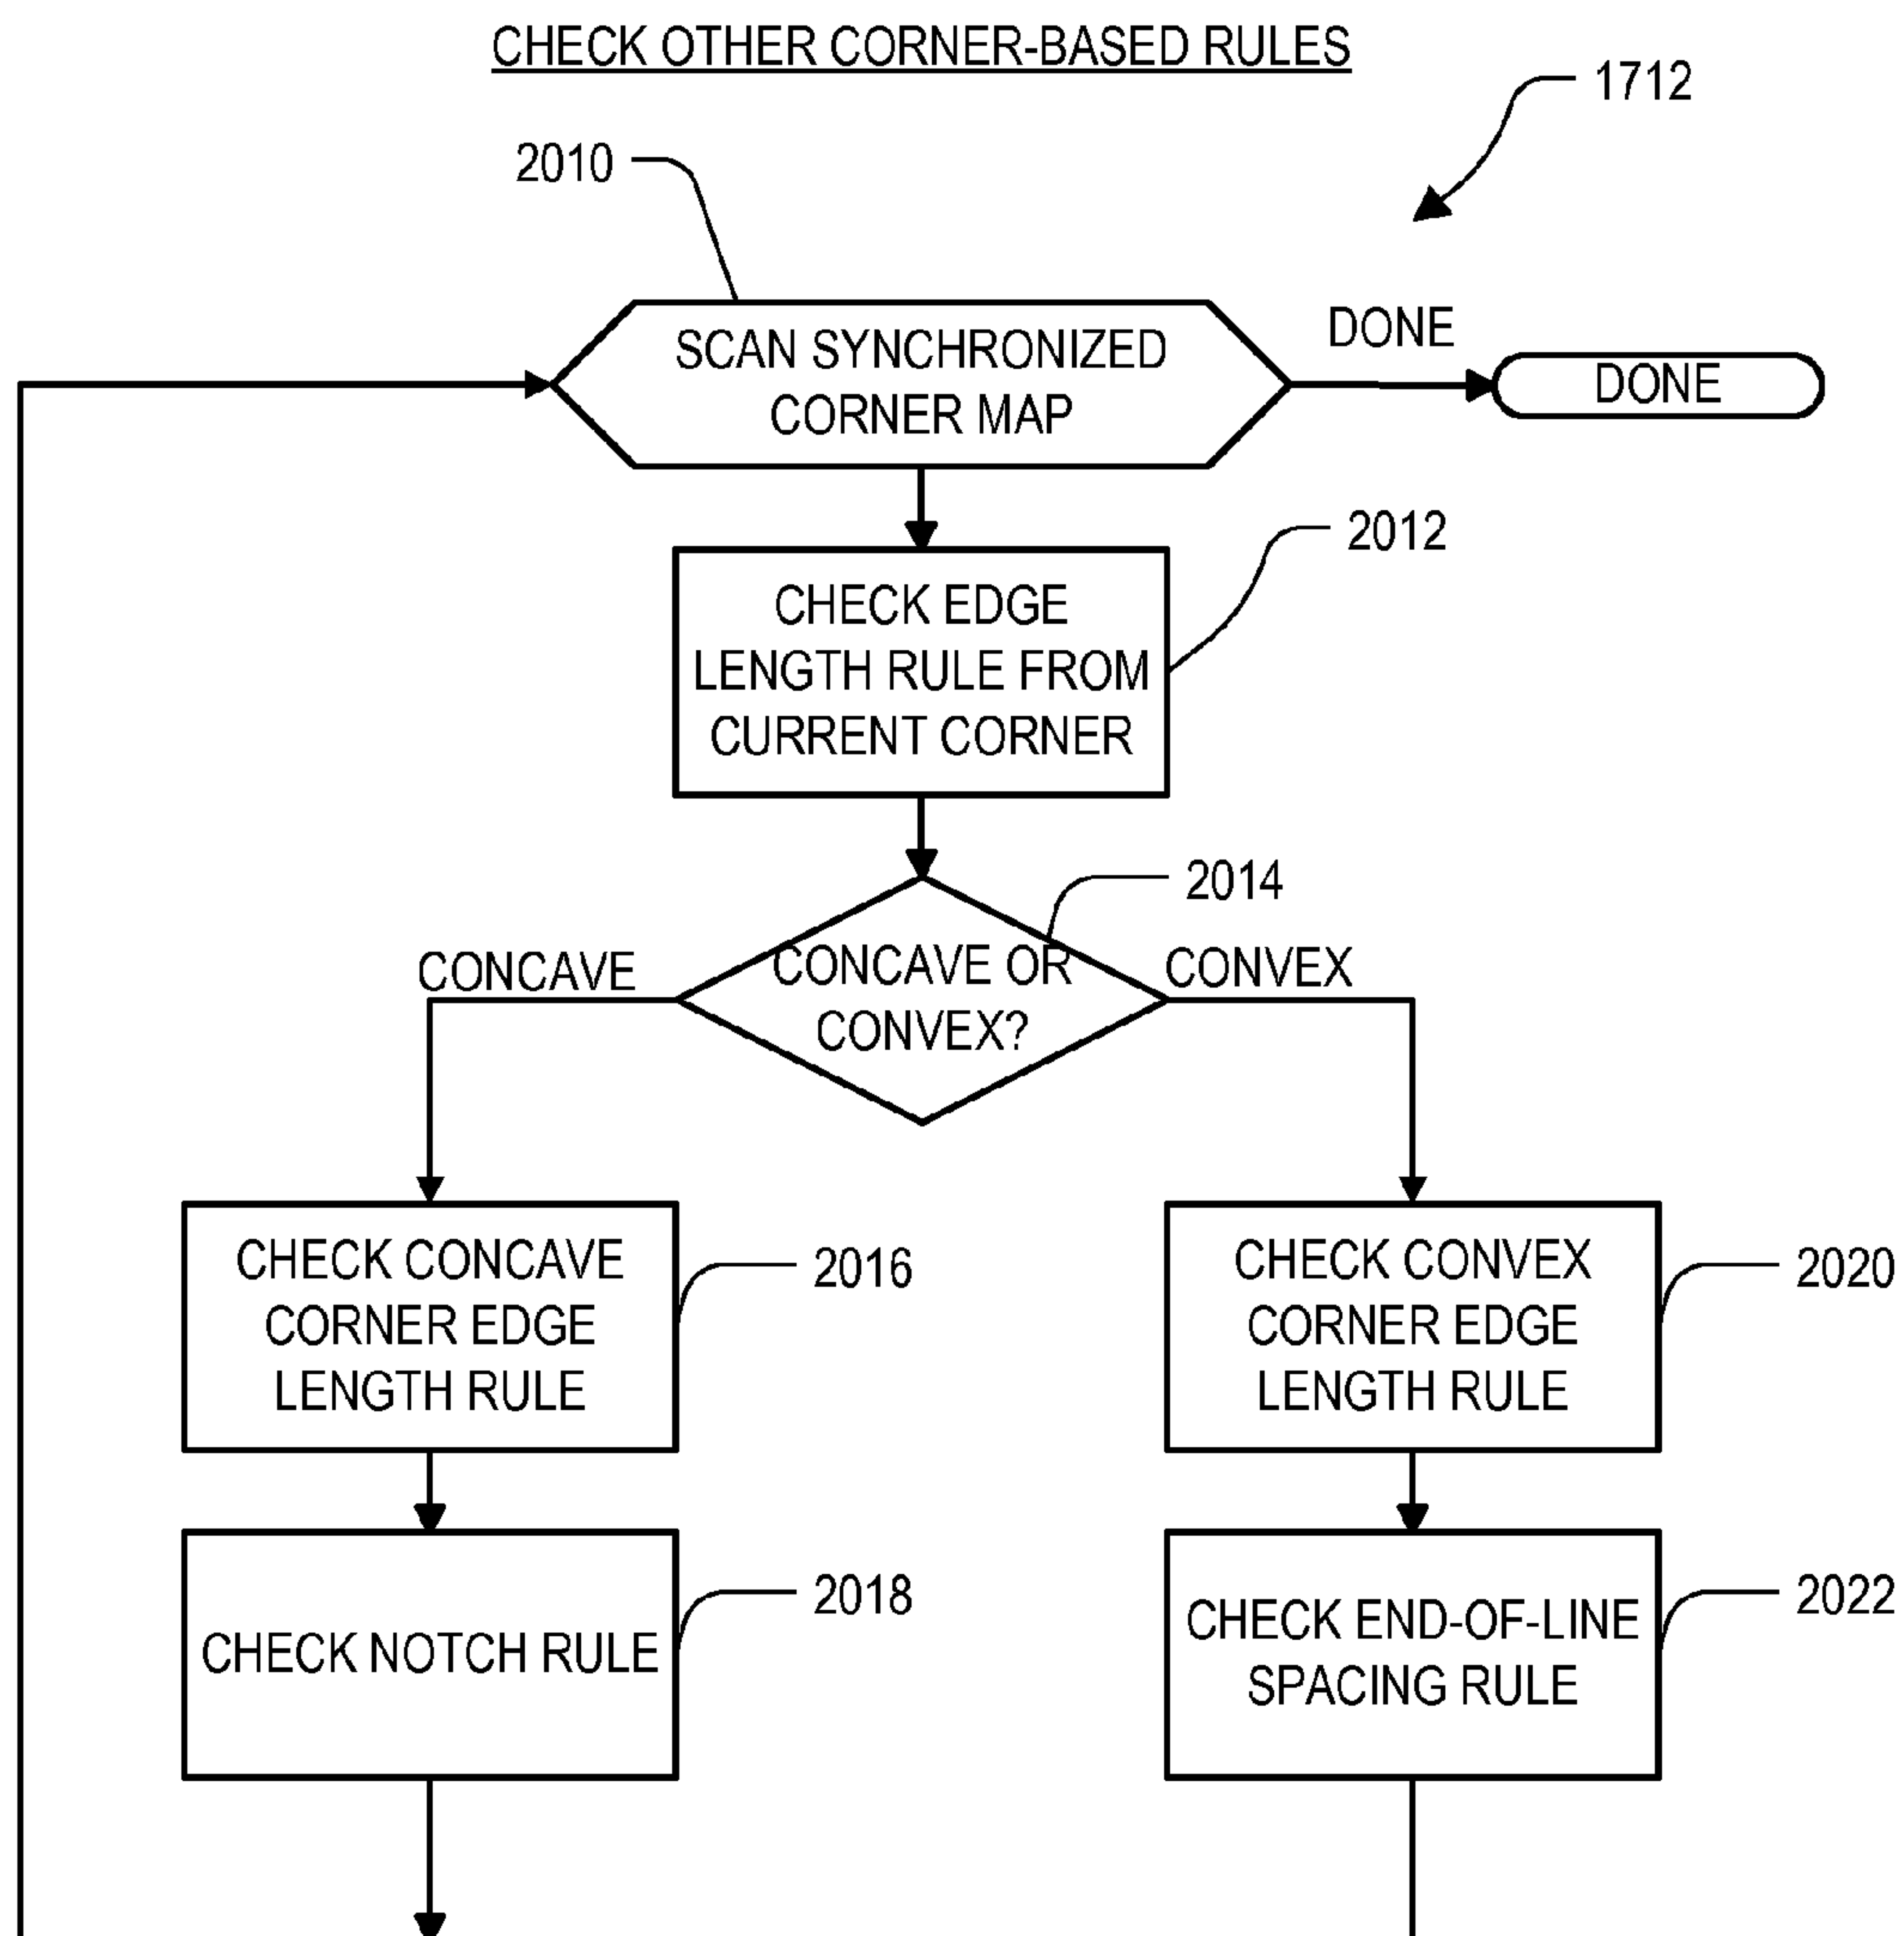 CHECK OTHER CORNER-BASED RULES
1712
2010
SCAN SYNCHRONIZED
CORNER MAP
DONE
DONE
2012
CHECK EDGE
LENGTH RULE FROM
CURRENT CORNER
2014
CONCAVE
CONCAVE OR
CONVEX?
CONVEX
CHECK CONCAVE
CORNER EDGE
LENGTH RULE
2016
CHECK CONVEX
CORNER EDGE
LENGTH RULE
2020
CHECK NOTCH RULE
2018
CHECK END-OF-LINE
SPACING RULE
2022